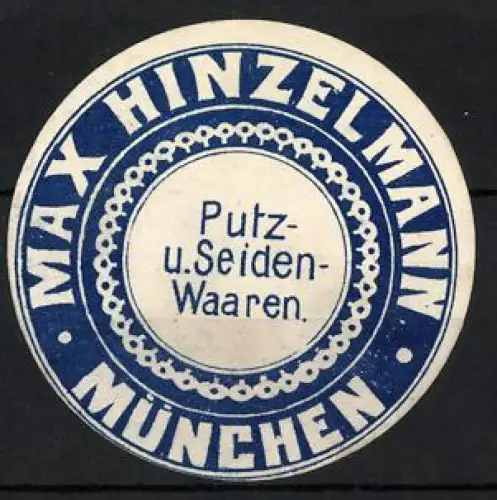 MAX HINZELMANN
Putz-
u. Seiden-
Waaren.
MÜNCHEN